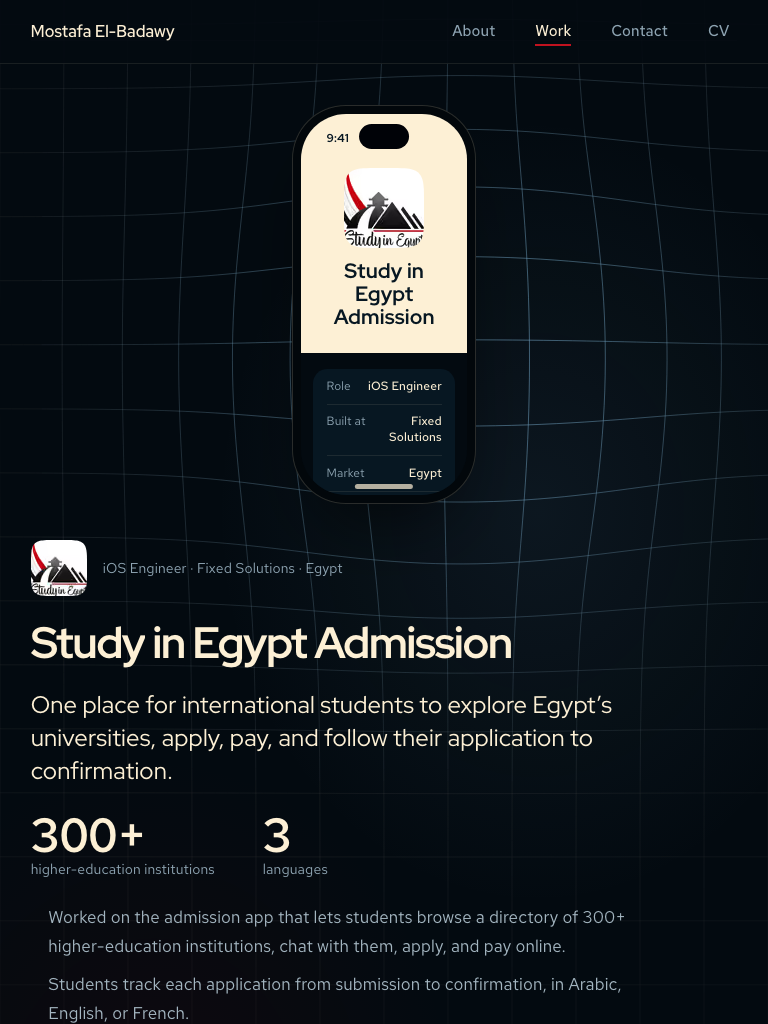 Mostafa El-Badawy
About
Work
Contact
CV
9:41
Study in Egypt
Study in
Egypt
Admission
Role
iOS Engineer
Built at
Fixed
Solutions
Market
Egypt
Study in Egypt
iOS Engineer · Fixed Solutions · Egypt
Study in Egypt Admission
One place for international students to explore Egypt’s
universities, apply, pay, and follow their application to
confirmation.
300+
higher-education institutions
3
languages
Worked on the admission app that lets students browse a directory of 300+
higher-education institutions, chat with them, apply, and pay online.
Students track each application from submission to confirmation, in Arabic,
English, or French.